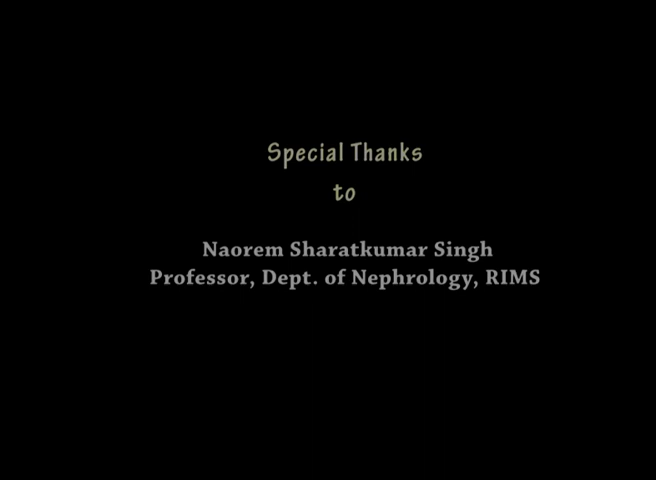 Special Thanks
to
Naorem Sharatkumar Singh
Professor, Dept. of Nephrology, RIMS